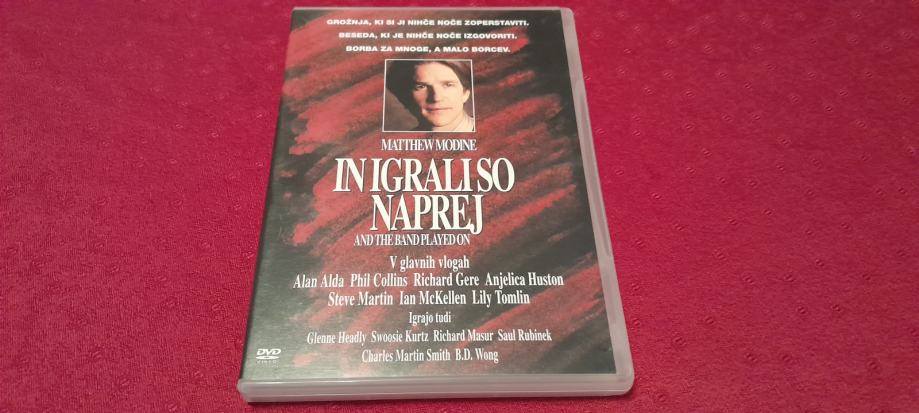 GROŽNJA, KI SI JI NIHČE NOČE ZOPERSTAVITI.
BESEDA, KI JE NIHČE NOČE IZGOVORITI.
BORBA ZA MNOGE, A MALO BORCEV.
MATTHEW MODINE
IN IGRALI SO
NAPREJ
AND THE BAND PLAYED ON
V glavnih vlogah
Alan Alda Phil Collins Richard Gere Anjelica Huston
Steve Martin Ian McKellen Lily Tomlin
Igrajo tudi
Glenne Headly Swoosie Kurtz Richard Masur Saul Rubinek
Charles Martin Smith B.D. Wong
DVD
VIDEO